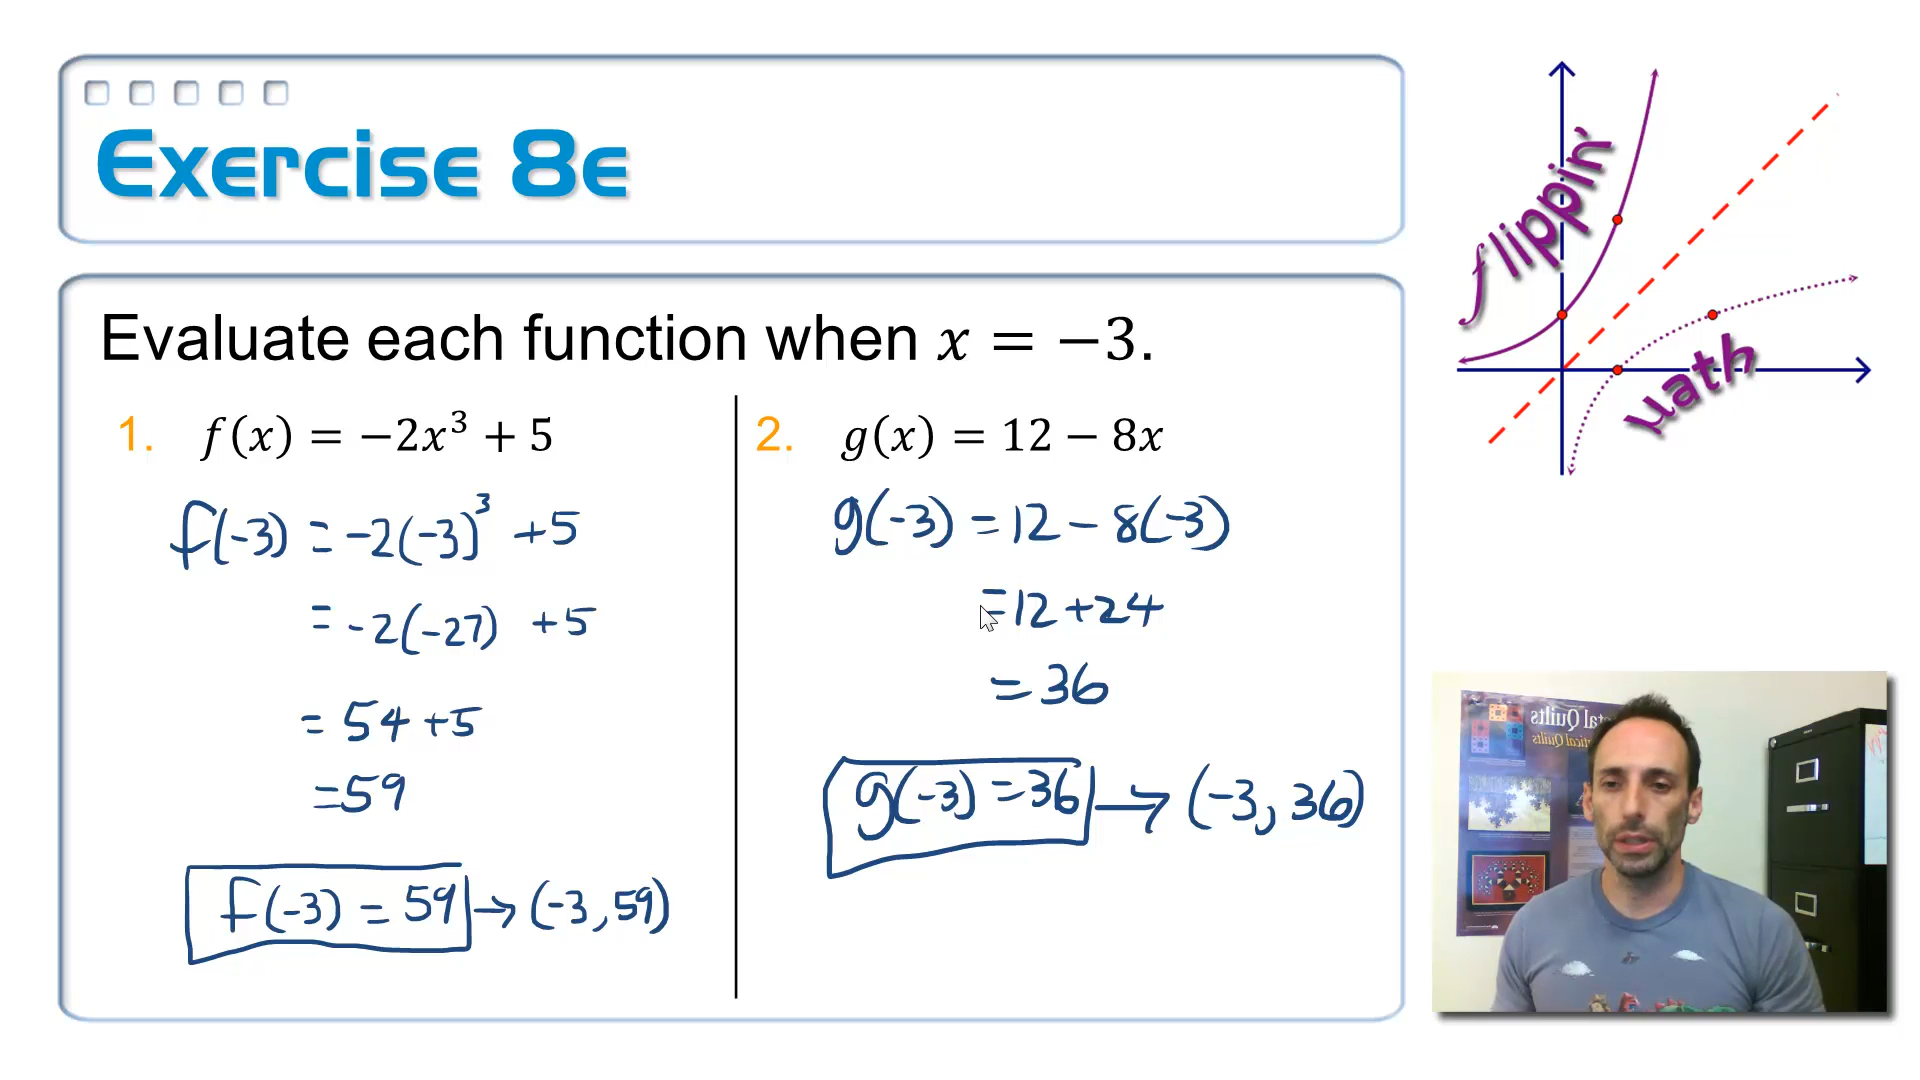 Exercise 8e
Evaluate each function when x = −3.
1. f(x) = −2x³ + 5
f(-3) = -2(-3)³ +5
= -2(-27) +5
= 54 +5
=59
f(-3) = 59 → (-3, 59)
2. g(x) = 12 − 8x
g(-3) = 12 - 8(-3)
=12 +24
= 36
g(-3) =36 → (-3, 36)
flippin'
math
Quilts
Quilts